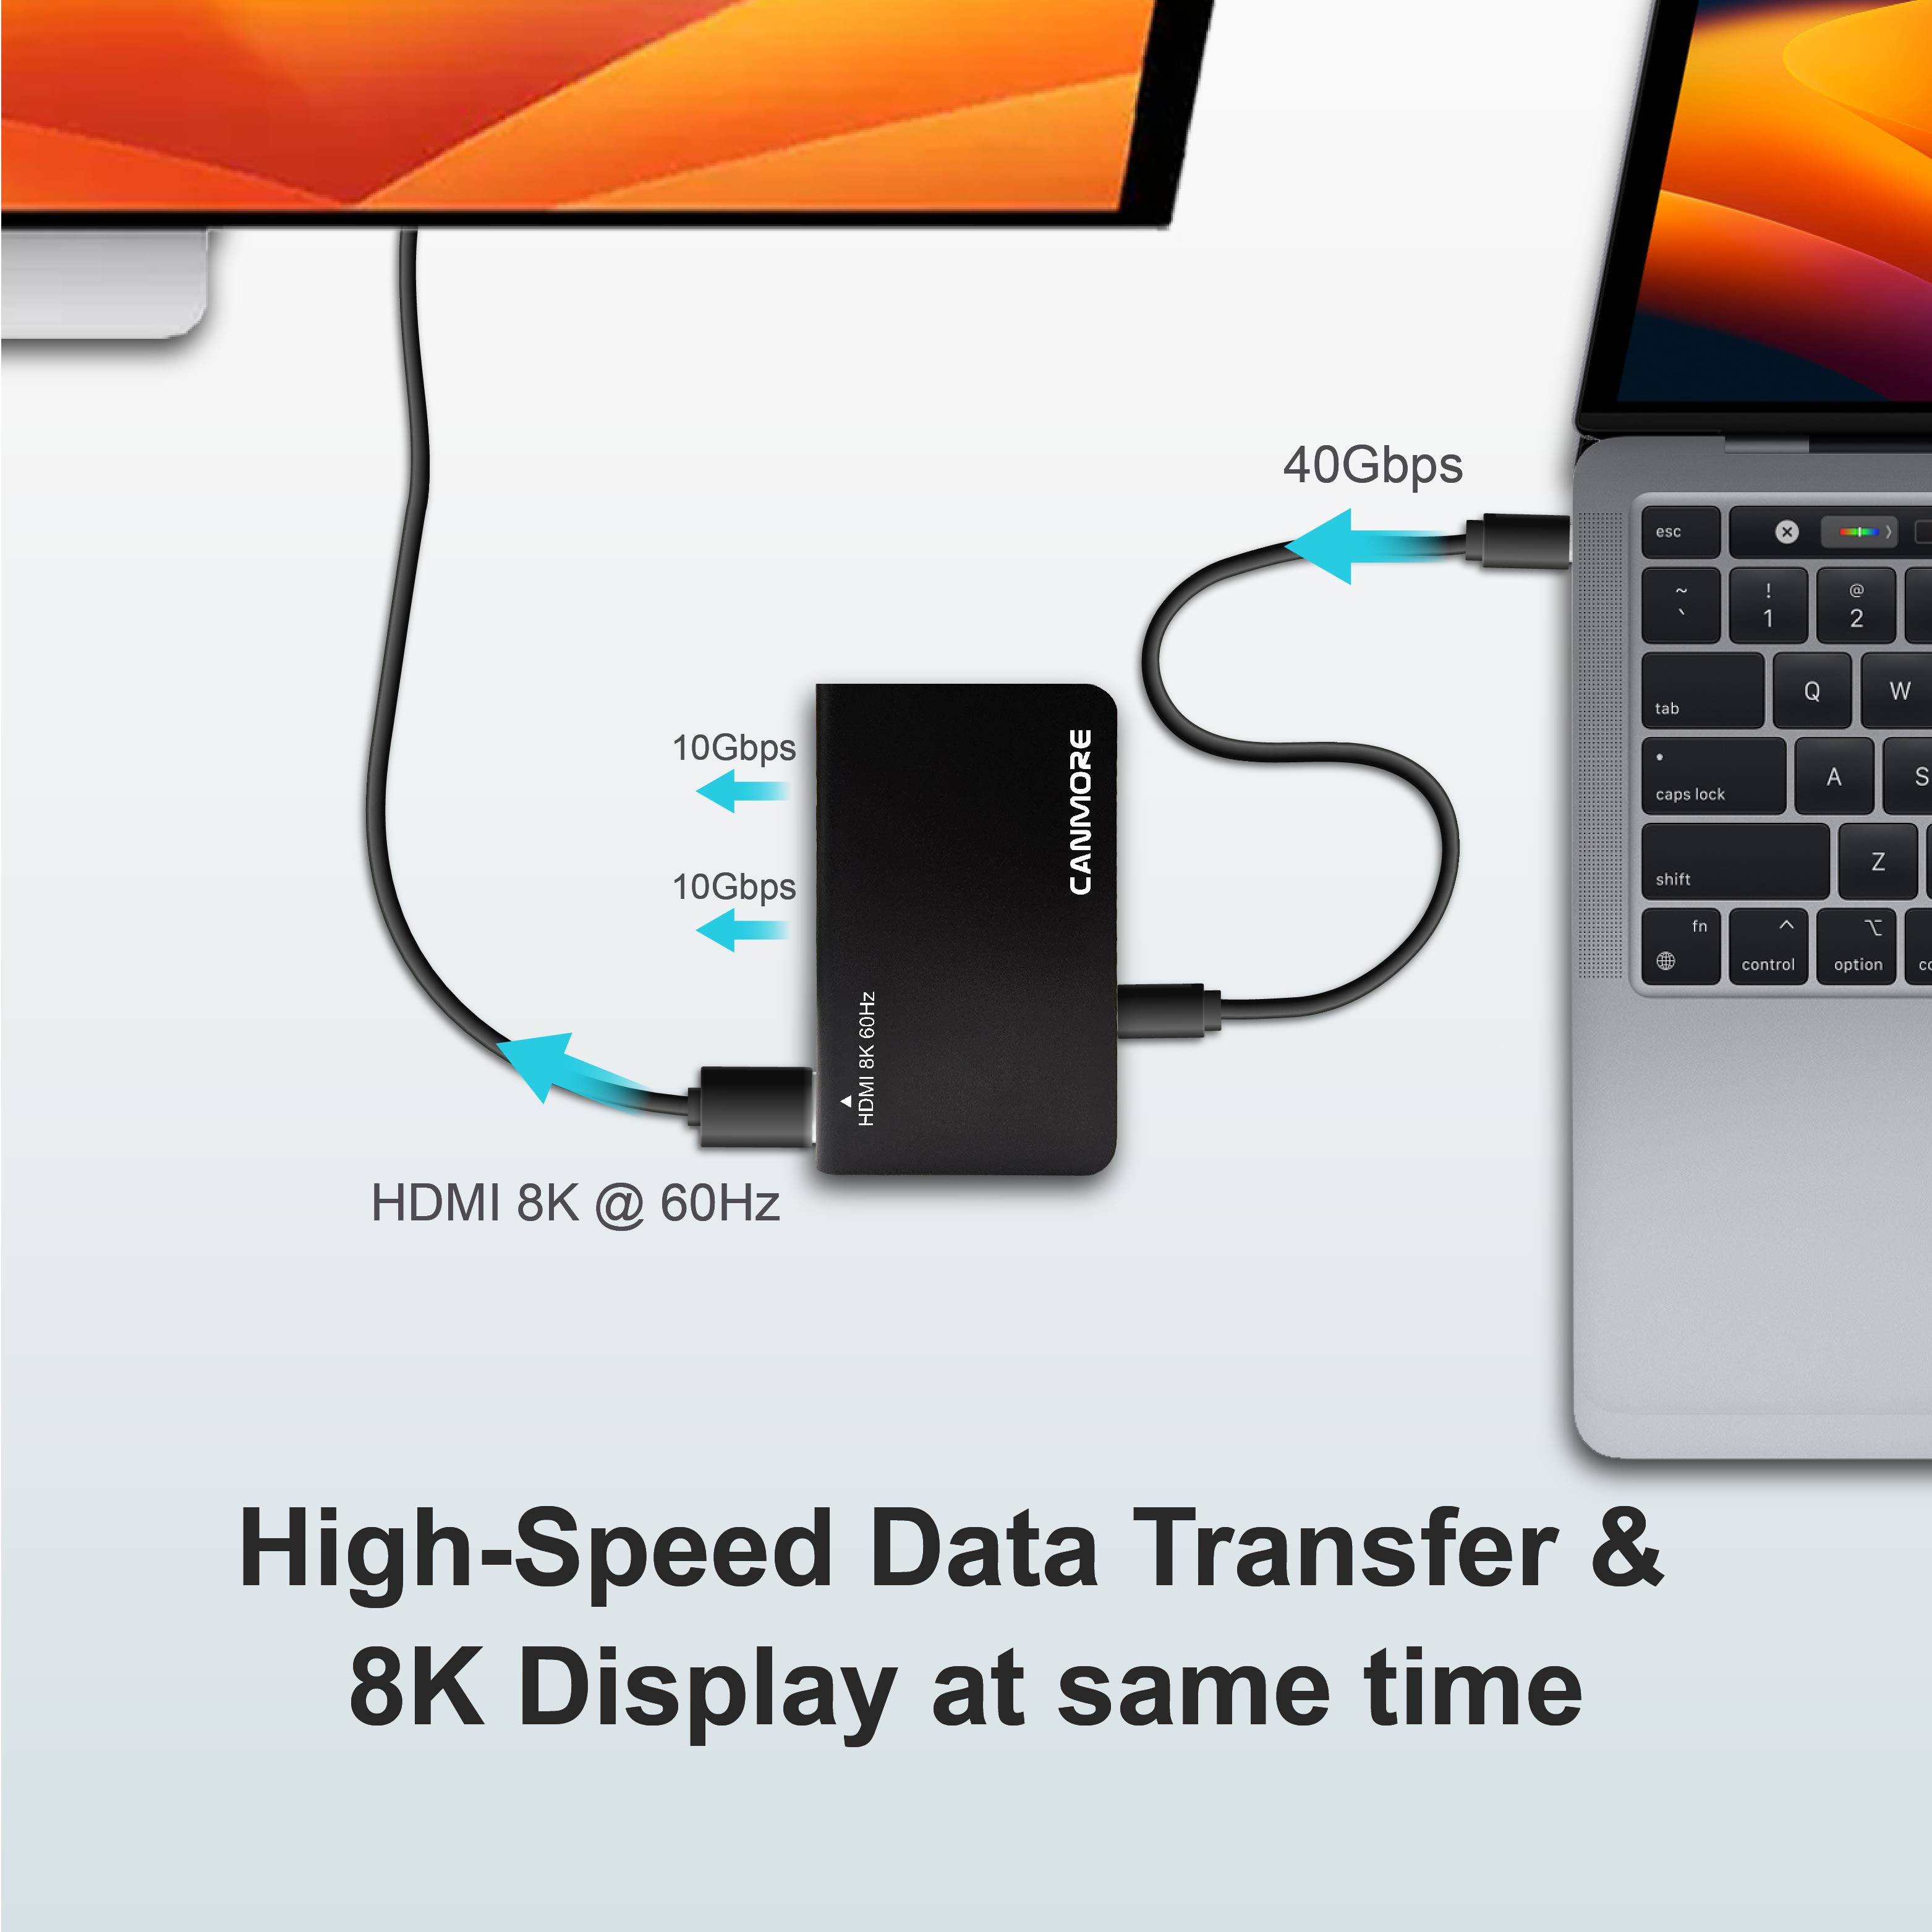 40Gbps
10Gbps
10Gbps
CANMORE
HDMI 8K 60Hz
HDMI 8K @ 60Hz
esc
~
`
!
1
@
2
tab
Q
W
caps lock
A
S
shift
Z
fn
control
option
High-Speed Data Transfer &
8K Display at same time